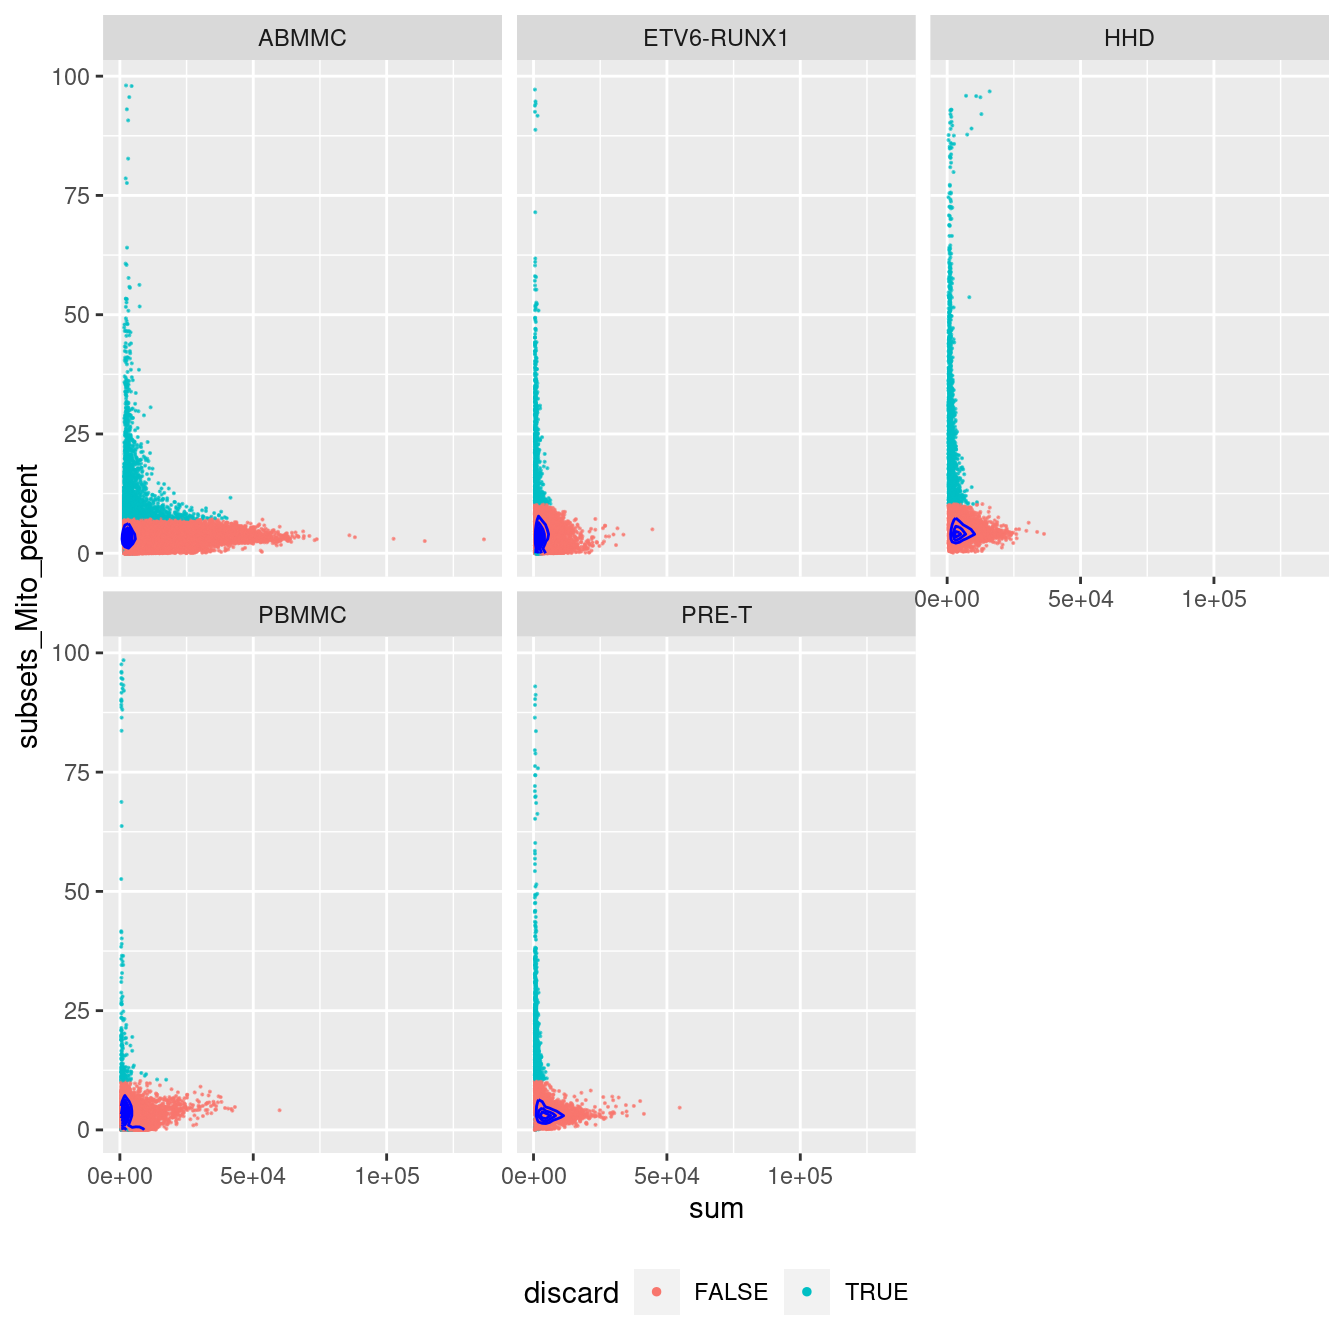 ABMMC ETV6-RUNX1 HHD
100
75
50
25
0
0e+00 5e+04 1e+05
PBMMC PRE-T
100
75
50
25
0
0e+00 5e+04 1e+05 0e+00 5e+04 1e+05
subsets_Mito_percent
sum
discard FALSE TRUE